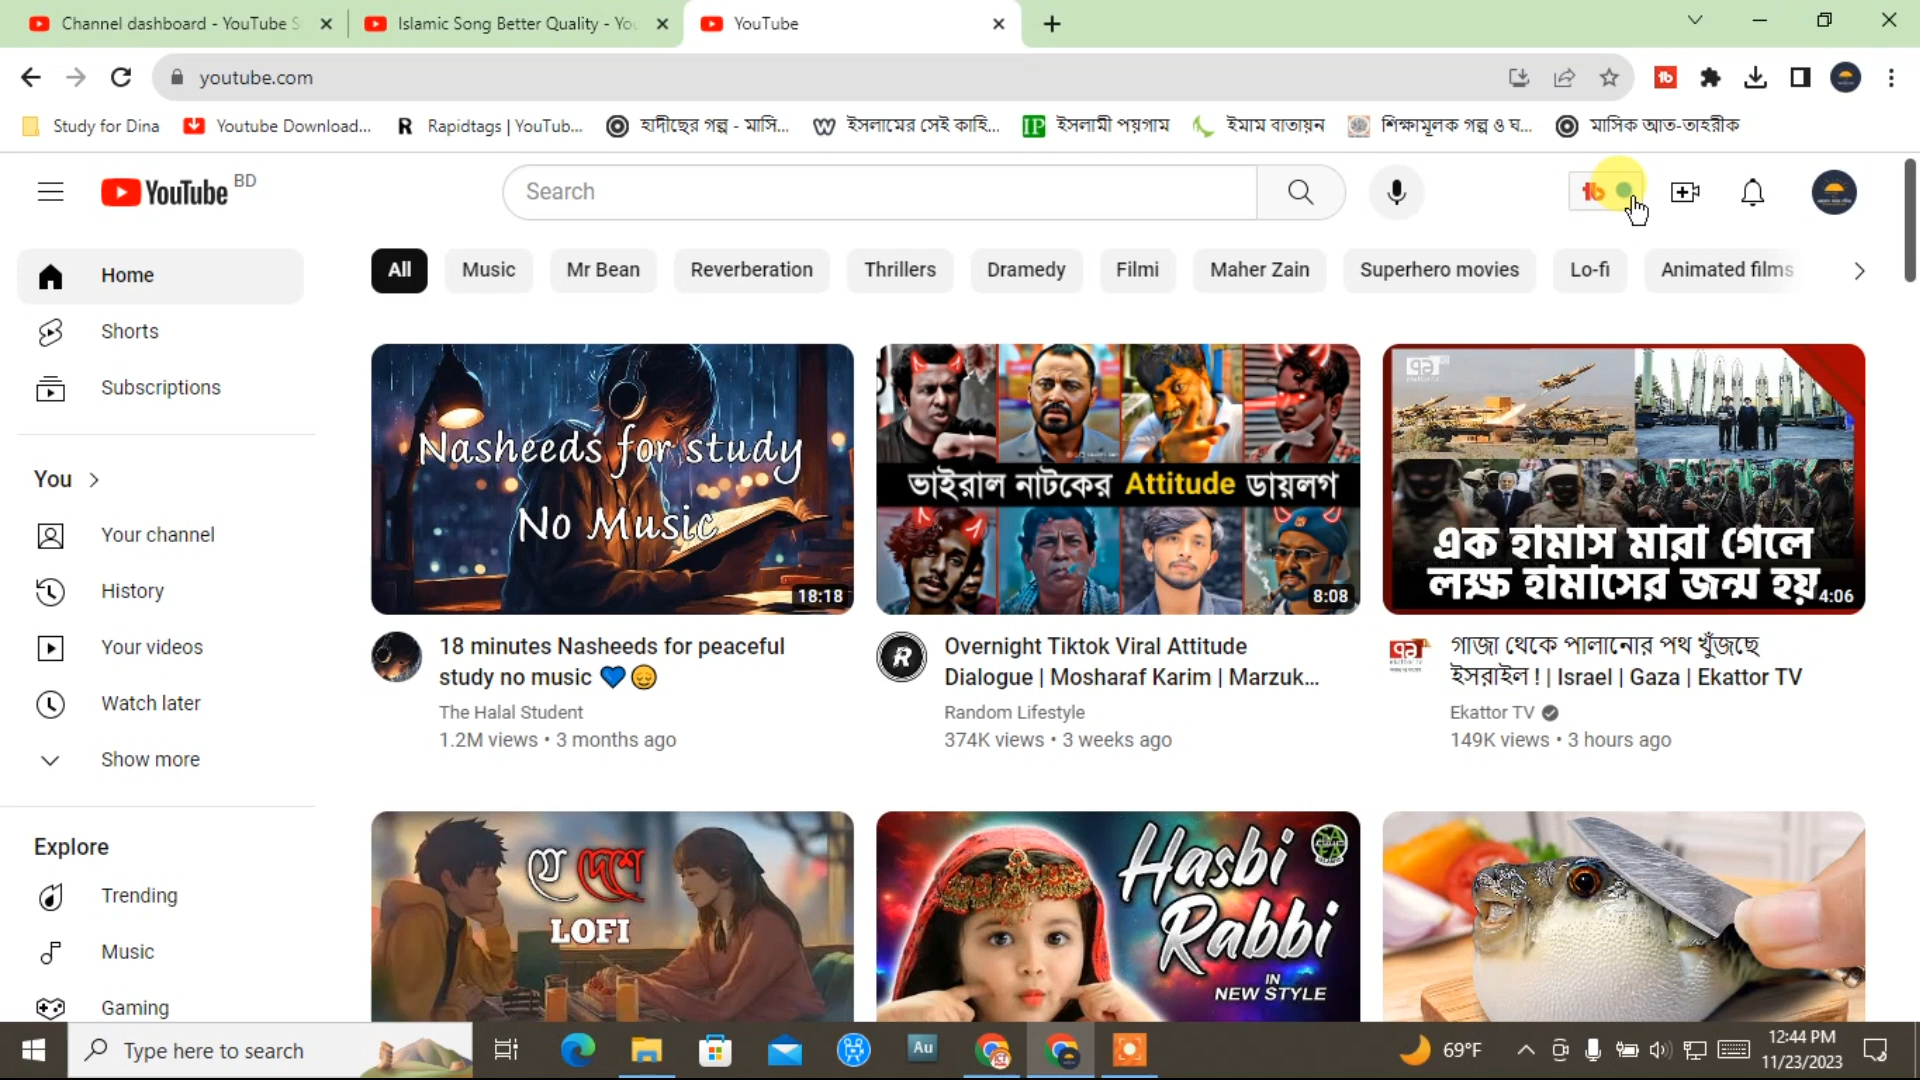 Channel dashboard - YouTube S
Islamic Song Better Quality - You
YouTube
youtube.com
Study for Dina
Youtube Download...
Rapidtags | YouTub...
হাদীছের গল্প - মাসি...
ইসলামের সেই কাহি...
ইসলামী পয়গাম
ইমাম বাতায়ন
শিক্ষামূলক গল্প ও ঘ...
মাসিক আত-তাহরীক
YouTube BD
Search
Home
Shorts
Subscriptions
You
Your channel
History
Your videos
Watch later
Show more
Explore
Trending
Music
Gaming
All
Music
Mr Bean
Reverberation
Thrillers
Dramedy
Filmi
Maher Zain
Superhero movies
Lo-fi
Animated films
Nasheeds for study
No Music
18:18
18 minutes Nasheeds for peaceful
study no music 💙😌
The Halal Student
1.2M views • 3 months ago
ভাইরাল নাটকের Attitude ডায়লগ
8:08
Overnight Tiktok Viral Attitude
Dialogue | Mosharaf Karim | Marzuk...
Random Lifestyle
374K views • 3 weeks ago
এক হামাস মারা গেলে
লক্ষ হামাসের জন্ম হয়
4:06
গাজা থেকে পালানোর পথ খুঁজছে
ইসরাইল ! | Israel | Gaza | Ekattor TV
Ekattor TV
149K views • 3 hours ago
যে দেশে
LOFI
Hasbi
Rabbi
IN
NEW STYLE
Type here to search
Au
69°F
12:44 PM
11/23/2023